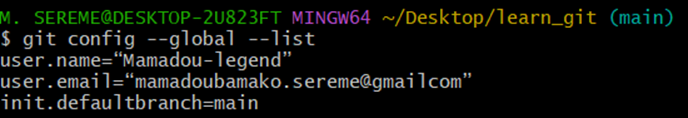 M. SEREME@DESKTOP-2U823FT MINGW64 ~/Desktop/learn_git (main)
$ git config --global --list
user.name=“Mamadou-legend”
user.email=“mamadoubamako.sereme@gmailcom”
init.defaultbranch=main